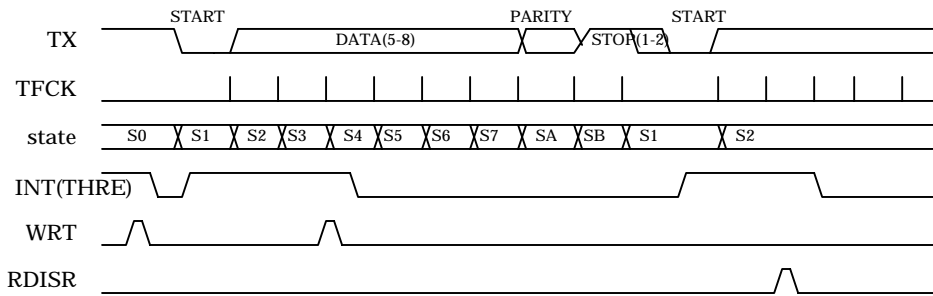 START PARITY START
TX DATA(5-8) STOP(1-2)
TFCK
state S0 S1 S2 S3 S4 S5 S6 S7 SA SB S1 S2
INT(THRE)
WRT
RDISR